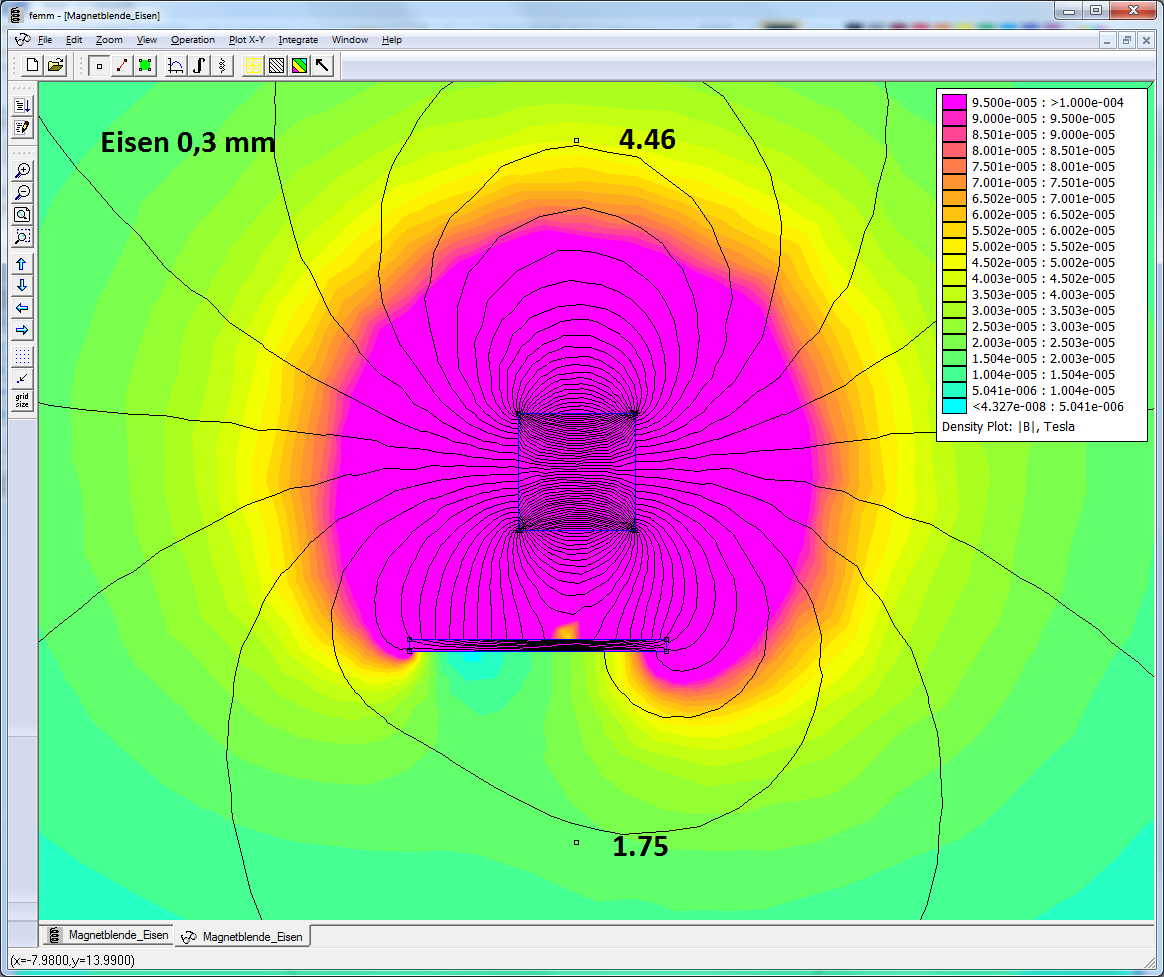 femm - [Magnetblende_Eisen]
File Edit Zoom View Operation Plot X-Y Integrate Window Help
grid
size
Eisen 0,3 mm
4.46
9.500e-005 : >1.000e-004
9.000e-005 : 9.500e-005
8.501e-005 : 9.000e-005
8.001e-005 : 8.501e-005
7.501e-005 : 8.001e-005
7.001e-005 : 7.501e-005
6.502e-005 : 7.001e-005
6.002e-005 : 6.502e-005
5.502e-005 : 6.002e-005
5.002e-005 : 5.502e-005
4.502e-005 : 5.002e-005
4.003e-005 : 4.502e-005
3.503e-005 : 4.003e-005
3.003e-005 : 3.503e-005
2.503e-005 : 3.003e-005
2.003e-005 : 2.503e-005
1.504e-005 : 2.003e-005
1.004e-005 : 1.504e-005
5.041e-006 : 1.004e-005
<4.327e-008 : 5.041e-006
Density Plot: |B|, Tesla
1.75
Magnetblende_Eisen Magnetblende_Eisen
(x=-7.9800,y=13.9900)